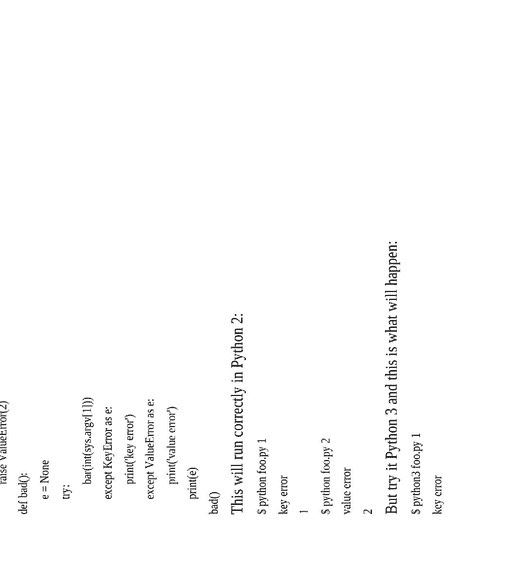 raise ValueError(2)
def bad():
e = None
try:
bar(int(sys.argv[1]))
except KeyError as e:
print('key error')
except ValueError as e:
print('value error')
print(e)
bad()
This will run correctly in Python 2:
$ python foo.py 1
key error
1
$ python foo.py 2
value error
2
But try it Python 3 and this is what will happen:
$ python3 foo.py 1
key error